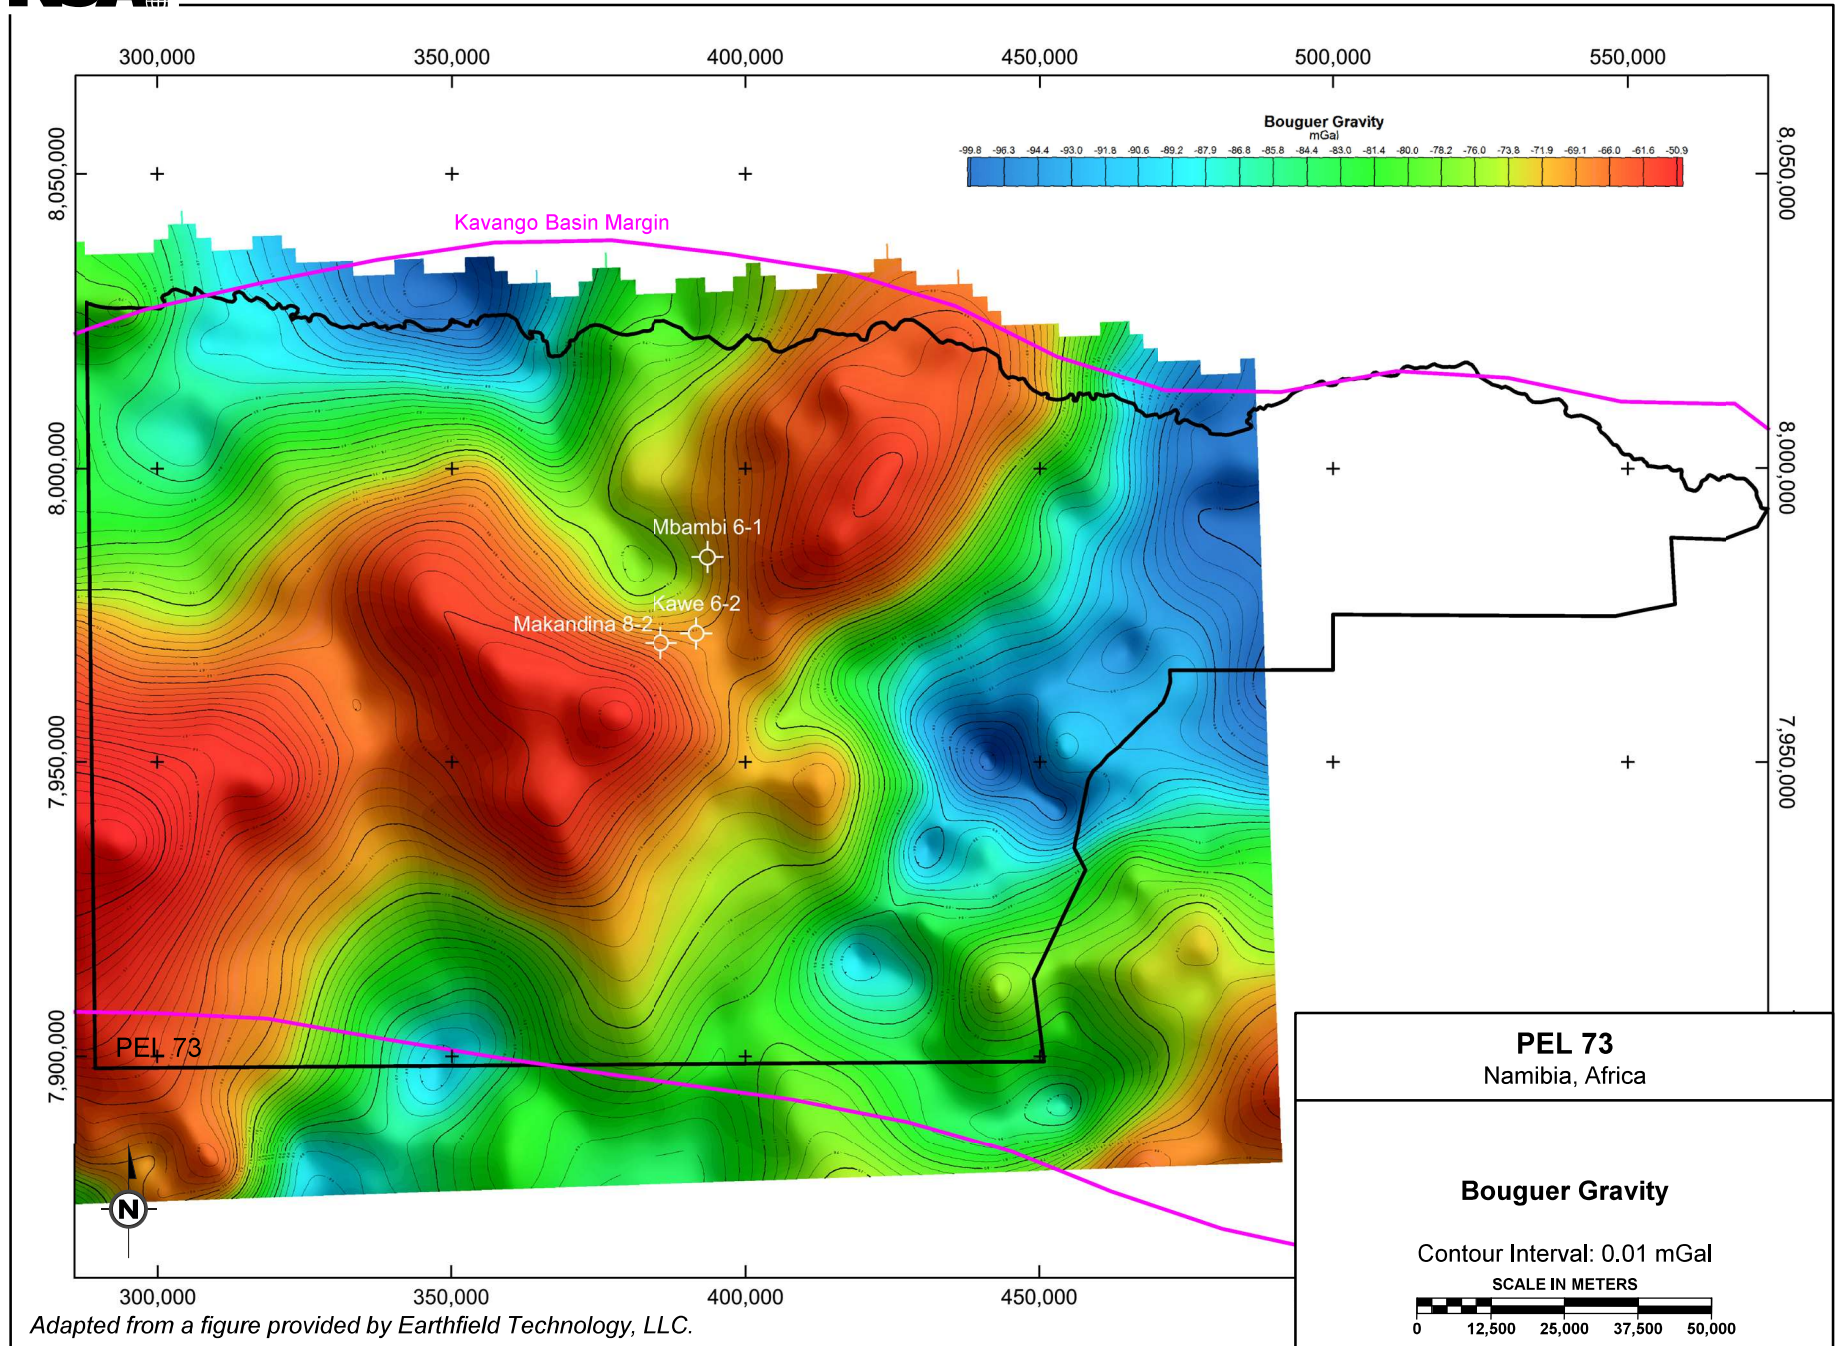 300,000 350,000 400,000 450,000 500,000 550,000
8,050,000
8,050,000
Bouguer Gravity
mGal
-99.8 -96.3 -94.4 -93.0 -91.8 -90.6 -89.2 -87.9 -86.8 -85.8 -84.4 -83.0 -81.4 -80.0 -78.2 -76.0 -73.8 -71.9 -69.1 -66.0 -61.6 -50.9
Kavango Basin Margin
8,000,000
8,000,000
Mbambi 6-1
Kawe 6-2
Makandina 8-2
7,950,000
7,950,000
7,900,000
PEL 73
N
300,000 350,000 400,000 450,000
Adapted from a figure provided by Earthfield Technology, LLC.
PEL 73
Namibia, Africa
Bouguer Gravity
Contour Interval: 0.01 mGal
SCALE IN METERS
0 12,500 25,000 37,500 50,000